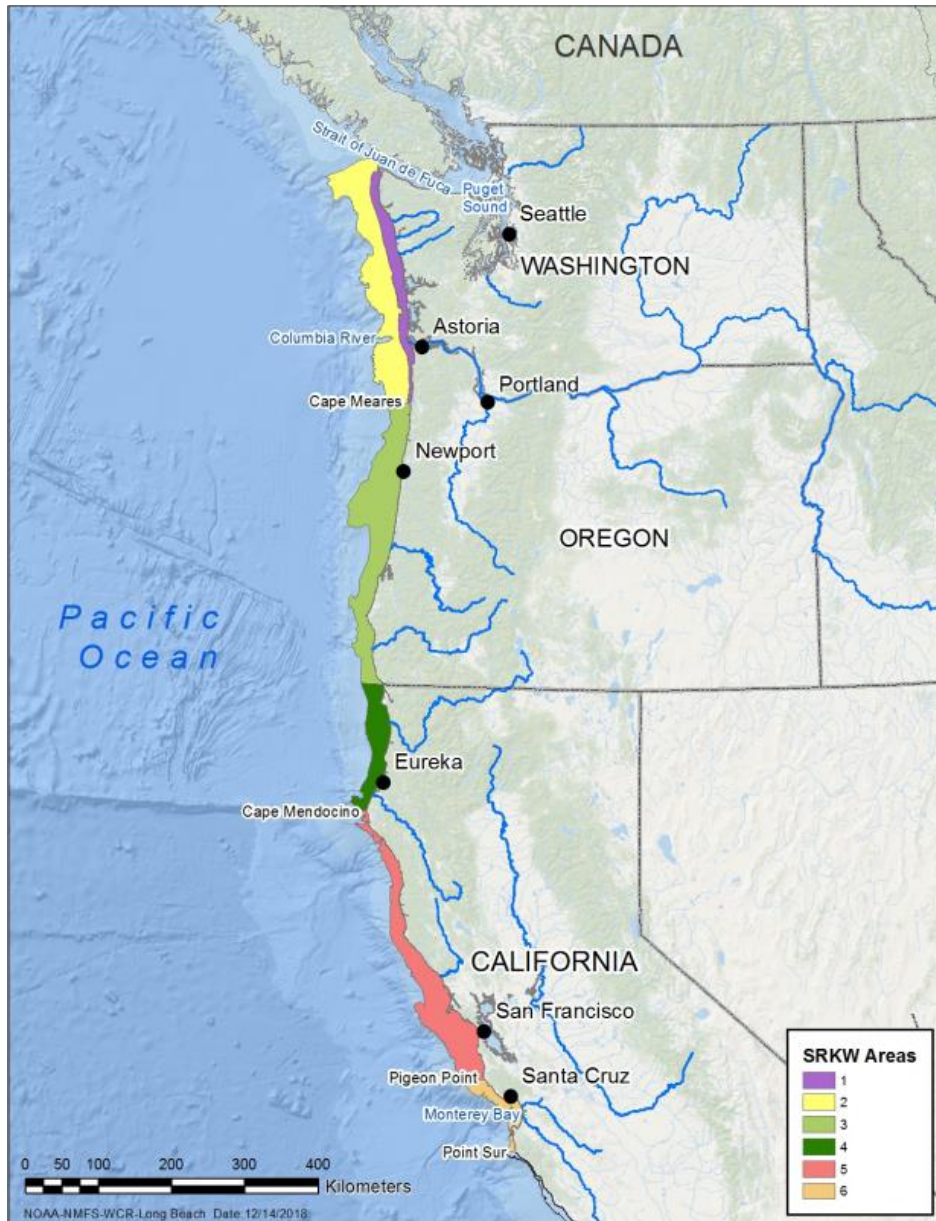 CANADA
Strait of Juan de Fuca
Puget
Sound
Seattle
WASHINGTON
Columbia River
Astoria
Portland
Cape Meares
Newport
OREGON
Pacific
Ocean
Eureka
Cape Mendocino
CALIFORNIA
San Francisco
Pigeon Point
Santa Cruz
Monterey Bay
Point Sur
SRKW Areas
1
2
3
4
5
6
0 50 100 200 300 400
Kilometers
NOAA-NMFS-WCR-Long Beach Date:12/14/2018